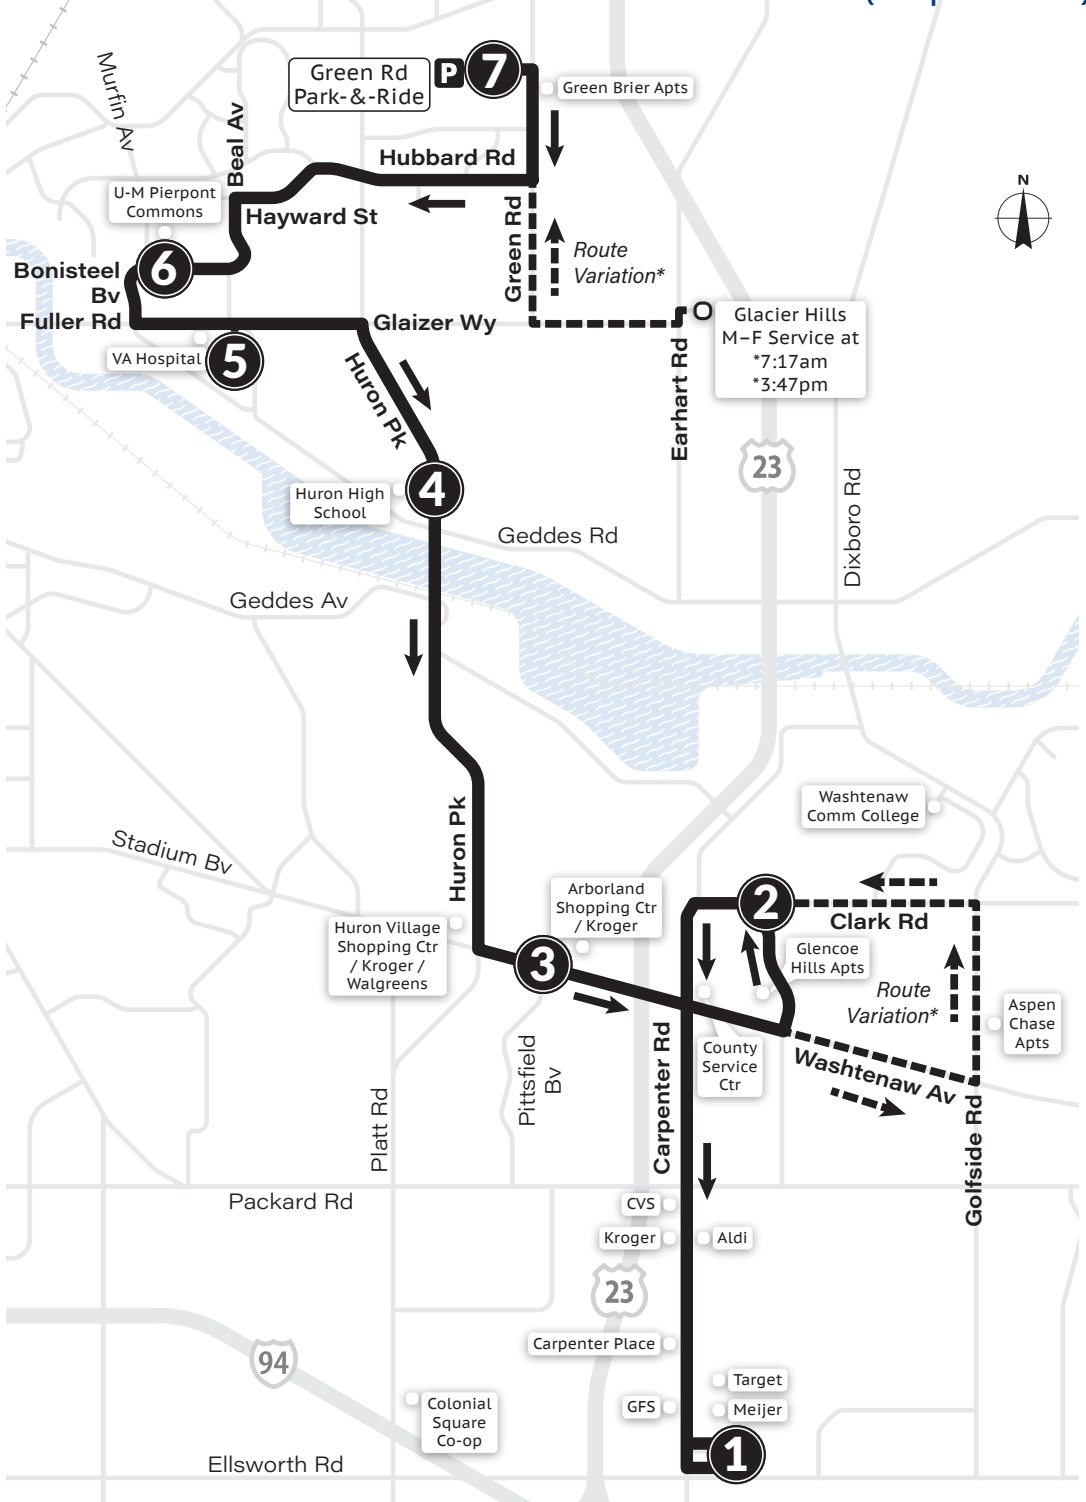 Murfin Av
Beal Av
Green Rd
Park-&-Ride
P
7
Green Brier Apts
Hubbard Rd
U-M Pierpont
Commons
Hayward St
Green Rd
Route
Variation*
N
6
Bonisteel
Bv
Fuller Rd
Glaizer Wy
Glacier Hills
M–F Service at
*7:17am
*3:47pm
VA Hospital
5
Huron Pk
Earhart Rd
23
Dixboro Rd
4
Huron High
School
Geddes Rd
Geddes Av
Washtenaw
Comm College
Huron Pk
Stadium Bv
Arborland
Shopping Ctr
/ Kroger
2
Clark Rd
Huron Village
Shopping Ctr
/ Kroger /
Walgreens
3
Glencoe
Hills Apts
Route
Variation*
Aspen
Chase
Apts
County
Service
Ctr
Washtenaw Av
Carpenter Rd
Pittsfield
Bv
Platt Rd
Golfside Rd
Packard Rd
CVS
Kroger
Aldi
23
Carpenter Place
94
Target
GFS
Meijer
Colonial
Square
Co-op
1
Ellsworth Rd